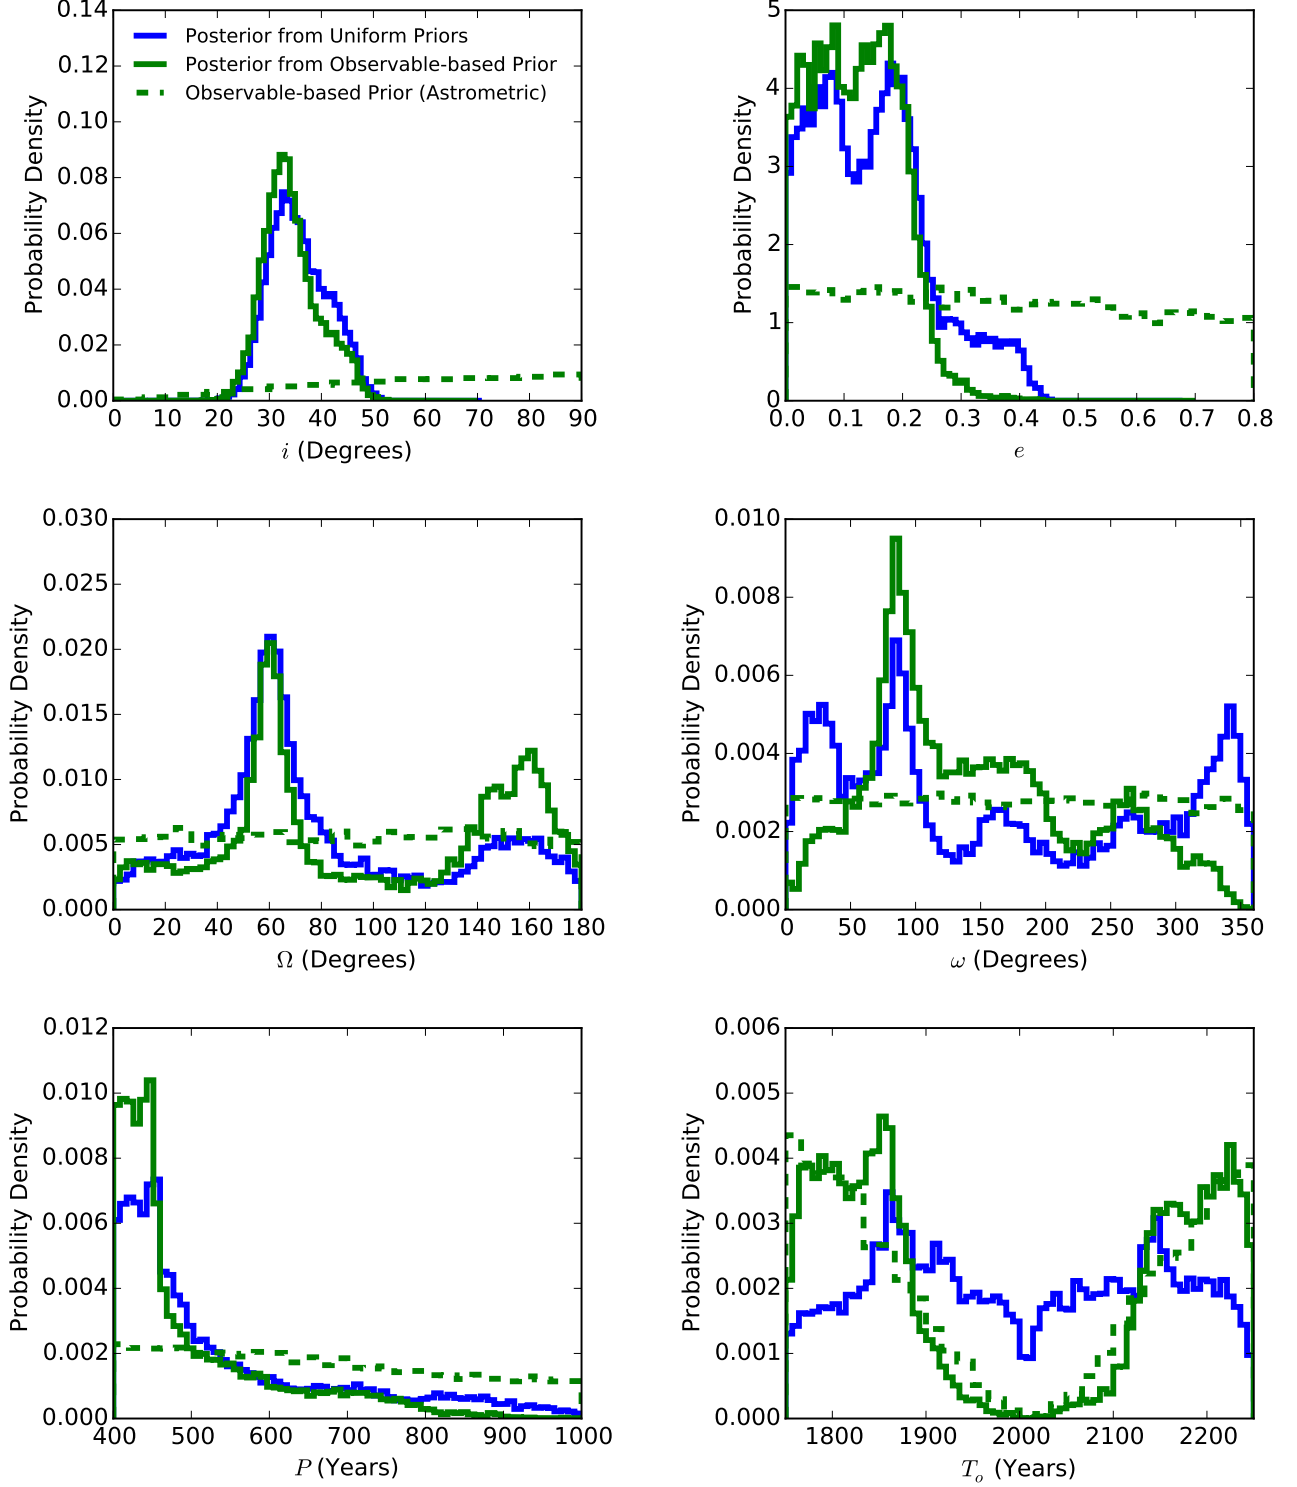 0.14
0.12
0.10
0.08
0.06
0.04
0.02
0.00
Probability Density
Posterior from Uniform Priors
Posterior from Observable-based Prior
Observable-based Prior (Astrometric)
0 10 20 30 40 50 60 70 80 90
i (Degrees)
5
4
3
2
1
0
Probability Density
0.0 0.1 0.2 0.3 0.4 0.5 0.6 0.7 0.8
e
0.030
0.025
0.020
0.015
0.010
0.005
0.000
Probability Density
0 20 40 60 80 100 120 140 160 180
Ω (Degrees)
0.010
0.008
0.006
0.004
0.002
0.000
Probability Density
0 50 100 150 200 250 300 350
ω (Degrees)
0.012
0.010
0.008
0.006
0.004
0.002
0.000
Probability Density
400 500 600 700 800 900 1000
P (Years)
0.006
0.005
0.004
0.003
0.002
0.001
0.000
Probability Density
1800 1900 2000 2100 2200
Tₒ (Years)